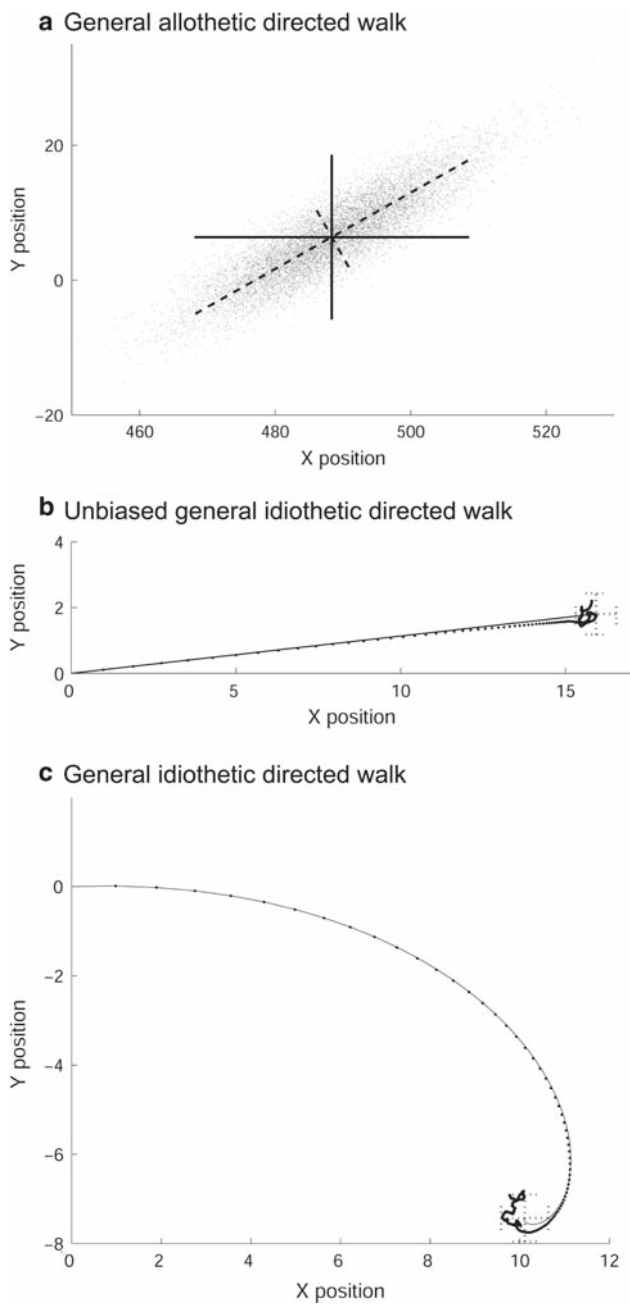 a General allothetic directed walk
Y position
20
0
−20
460 480 500 520
X position
b Unbiased general idiothetic directed walk
Y position
4
2
0
0 5 10 15
X position
c General idiothetic directed walk
Y position
0
−2
−4
−6
−8
0 2 4 6 8 10 12
X position